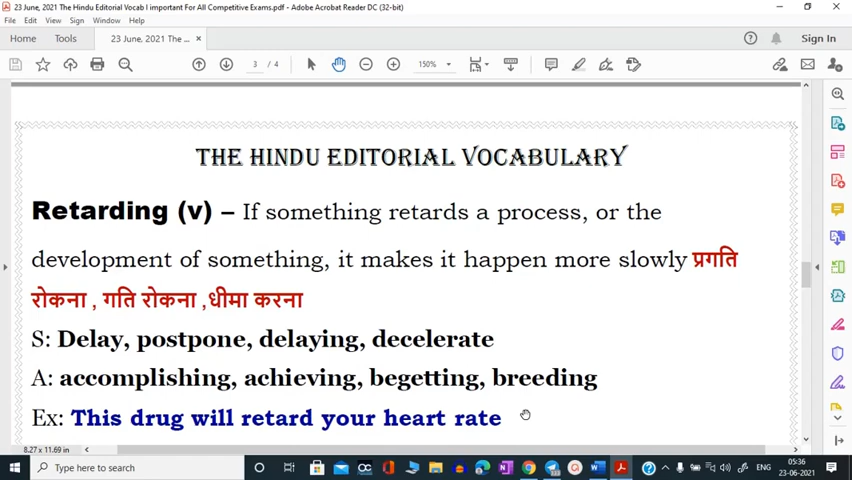 23 June, 2021 The Hindu Editorial Vocab I important For All Competitive Exams.pdf - Adobe Acrobat Reader DC (32-bit)
File Edit View Sign Window Help
Home Tools 23 June, 2021 The ... × Sign In
3 / 4 150%
THE HINDU EDITORIAL VOCABULARY
Retarding (v) – If something retards a process, or the
development of something, it makes it happen more slowly प्रगति
रोकना , गति रोकना ,धीमा करना
S: Delay, postpone, delaying, decelerate
A: accomplishing, achieving, begetting, breeding
Ex: This drug will retard your heart rate
8.27 x 11.69 in
Type here to search
ENG
05:36
23-06-2021